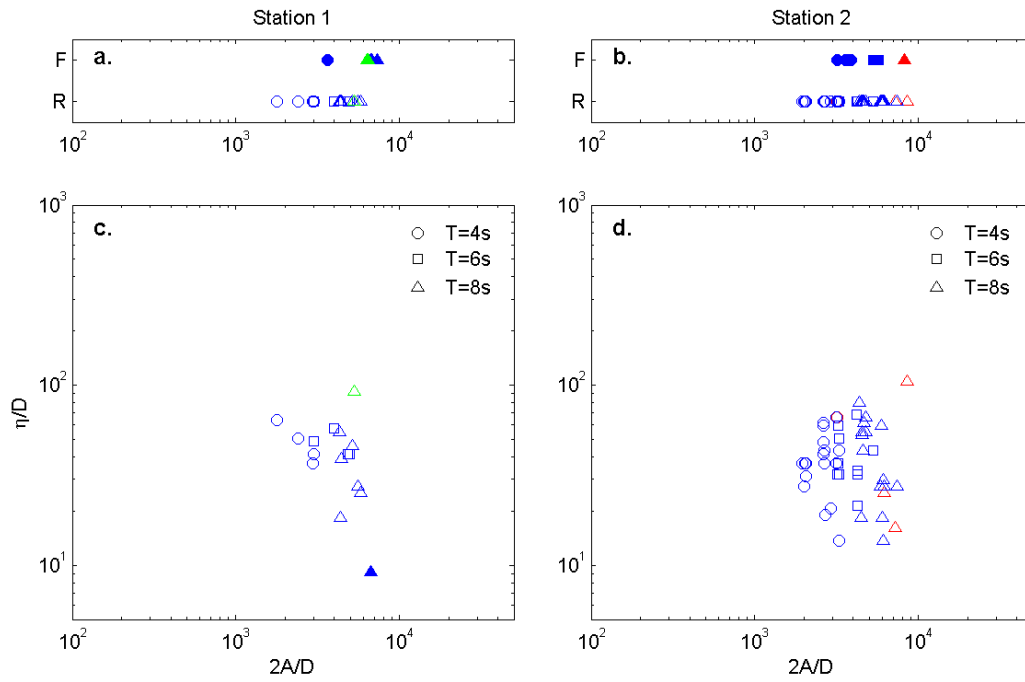 Station 1
Station 2
a.
F
R
10^2
10^3
10^4
b.
F
R
10^2
10^3
10^4
c.
T=4s
T=6s
T=8s
10^3
10^2
10^1
η/D
10^2
10^3
10^4
2A/D
d.
T=4s
T=6s
T=8s
10^3
10^2
10^1
η/D
10^2
10^3
10^4
2A/D